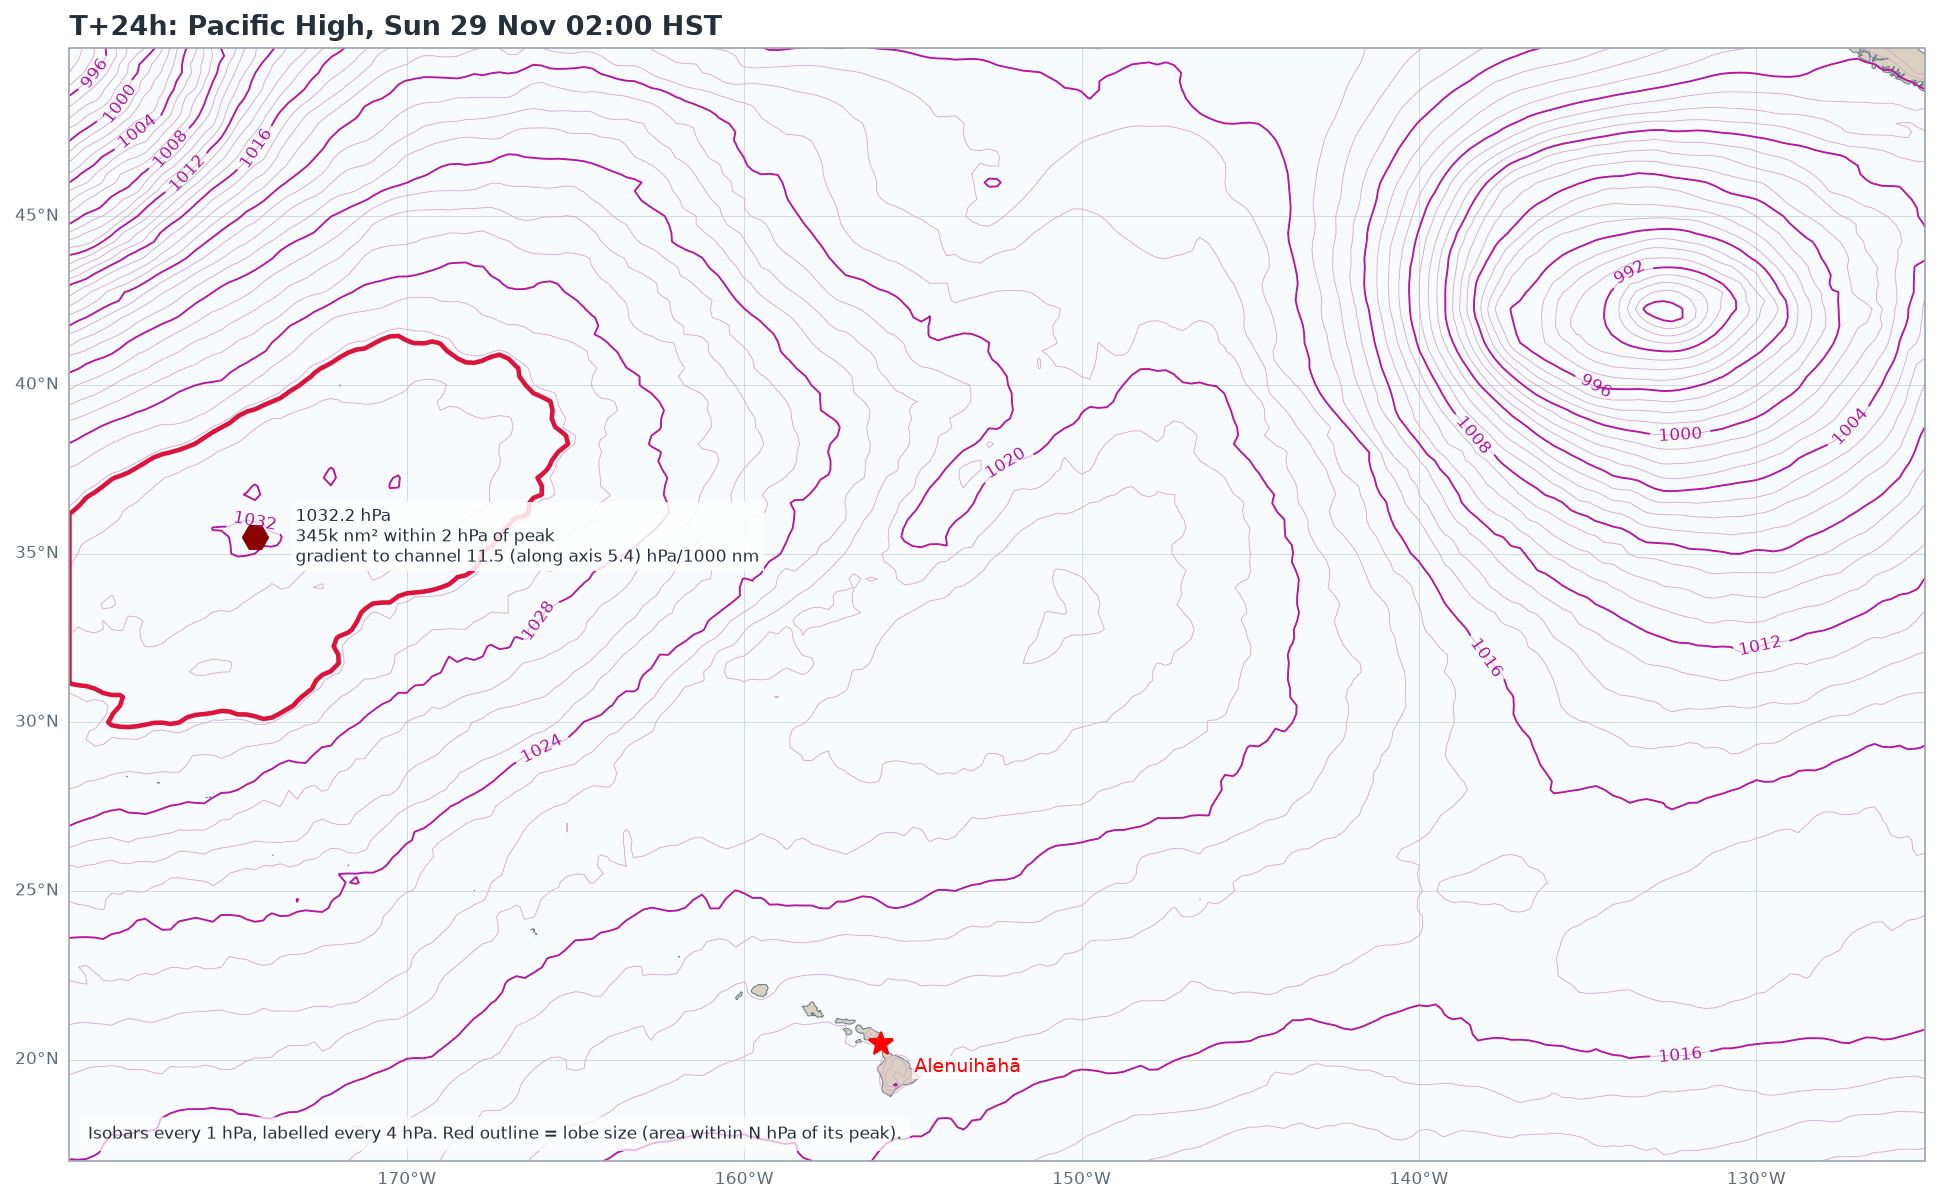 T+24h: Pacific High, Sun 29 Nov 02:00 HST
996
1000
1004
1008
1012
1016
45°N
992
40°N
996
1000
1004
1008
1020
1032
1032.2 hPa
345k nm² within 2 hPa of peak
gradient to channel 11.5 (along axis 5.4) hPa/1000 nm
35°N
1028
1012
1016
30°N
1024
25°N
20°N
1016
Alenuihāhā
Isobars every 1 hPa, labelled every 4 hPa. Red outline = lobe size (area within N hPa of its peak).
170°W
160°W
150°W
140°W
130°W